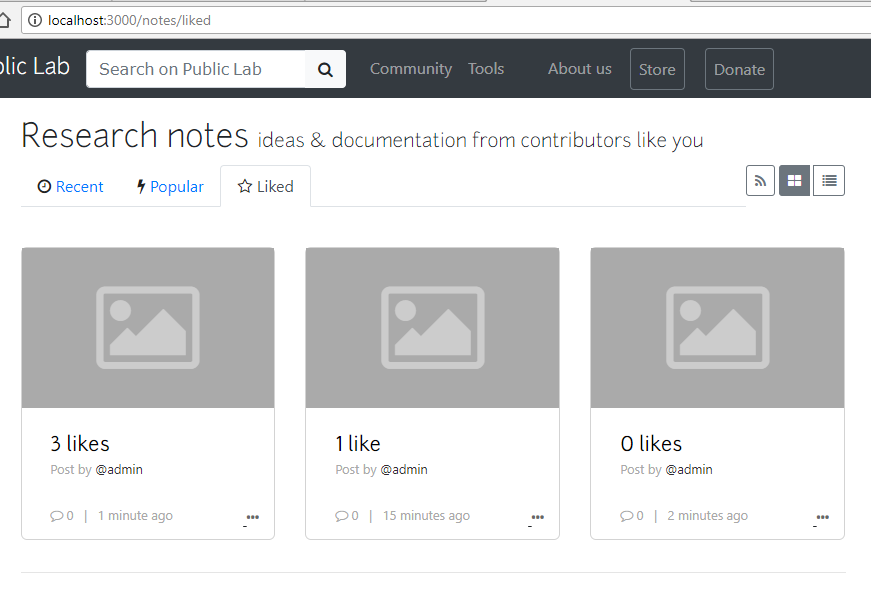 localhost:3000/notes/liked
blic Lab Search on Public Lab Community Tools About us Store Donate
Research notes ideas & documentation from contributors like you
Recent Popular Liked
3 likes
Post by @admin
0 | 1 minute ago
1 like
Post by @admin
0 | 15 minutes ago
0 likes
Post by @admin
0 | 2 minutes ago